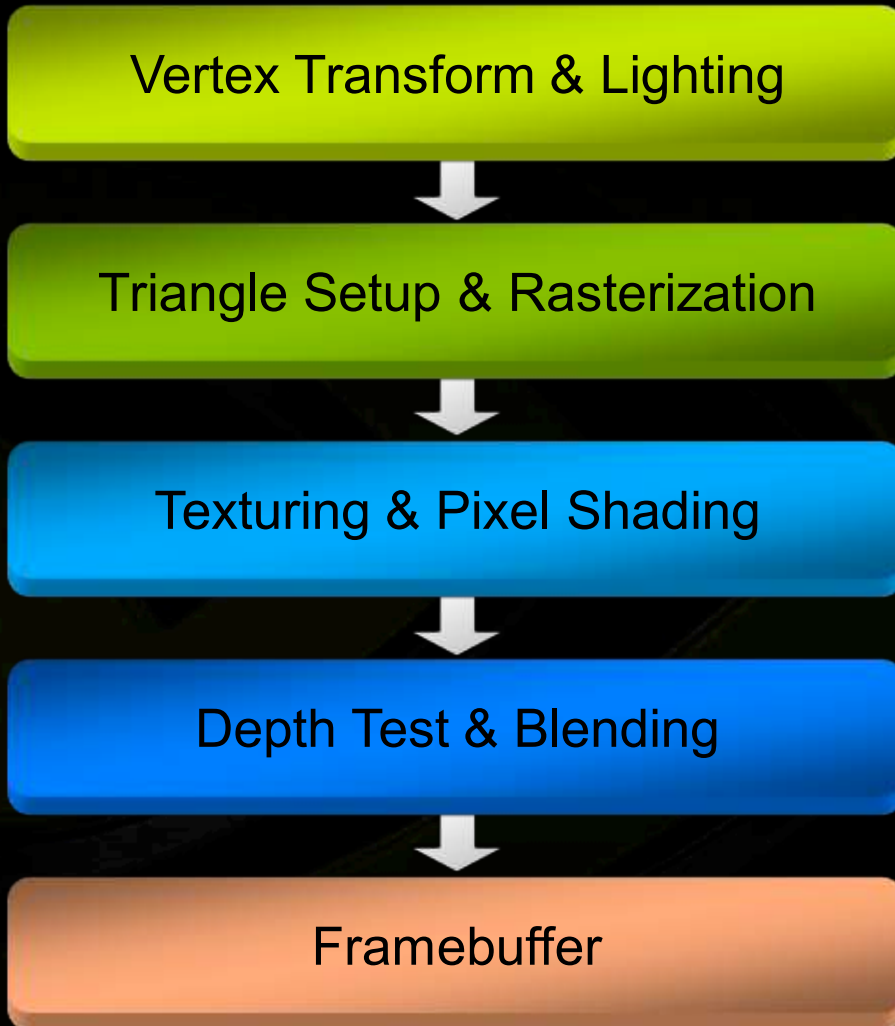 Vertex Transform & Lighting
Triangle Setup & Rasterization
Texturing & Pixel Shading
Depth Test & Blending
Framebuffer